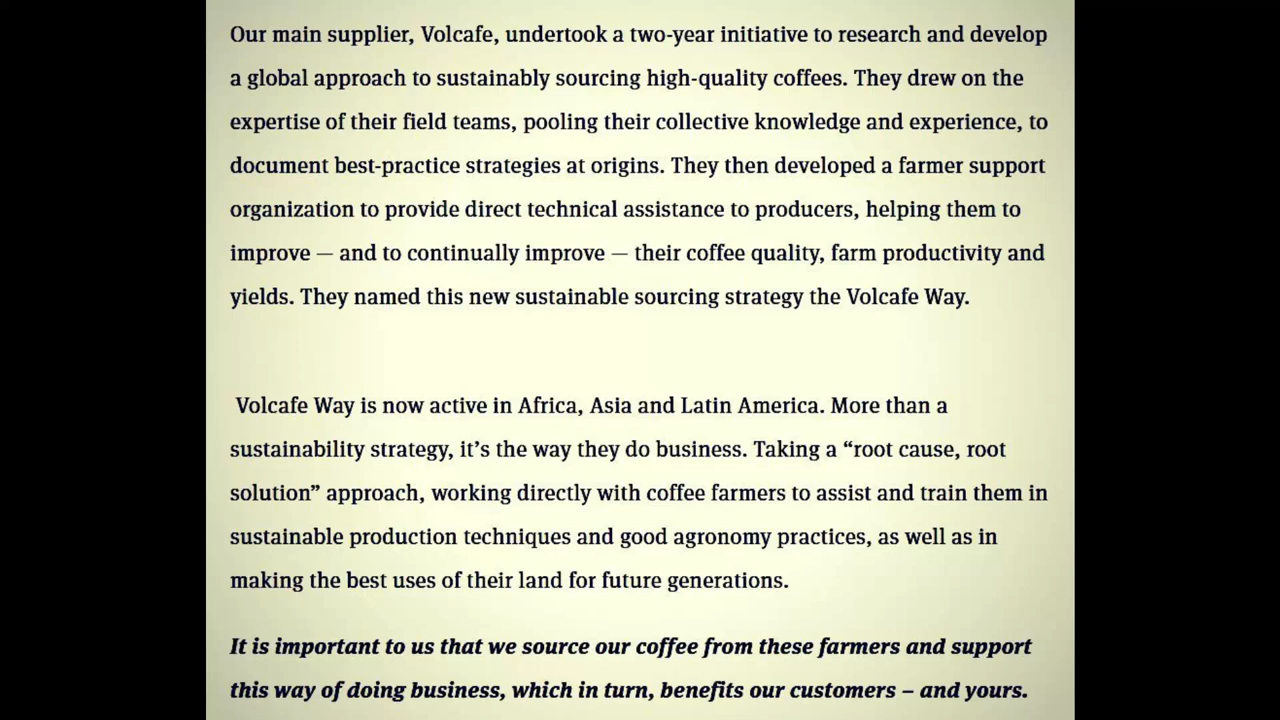 Our main supplier, Volcafe, undertook a two-year initiative to research and develop
a global approach to sustainably sourcing high-quality coffees. They drew on the
expertise of their field teams, pooling their collective knowledge and experience, to
document best-practice strategies at origins. They then developed a farmer support
organization to provide direct technical assistance to producers, helping them to
improve — and to continually improve — their coffee quality, farm productivity and
yields. They named this new sustainable sourcing strategy the Volcafe Way.
Volcafe Way is now active in Africa, Asia and Latin America. More than a
sustainability strategy, it’s the way they do business. Taking a “root cause, root
solution” approach, working directly with coffee farmers to assist and train them in
sustainable production techniques and good agronomy practices, as well as in
making the best uses of their land for future generations.
It is important to us that we source our coffee from these farmers and support
this way of doing business, which in turn, benefits our customers – and yours.